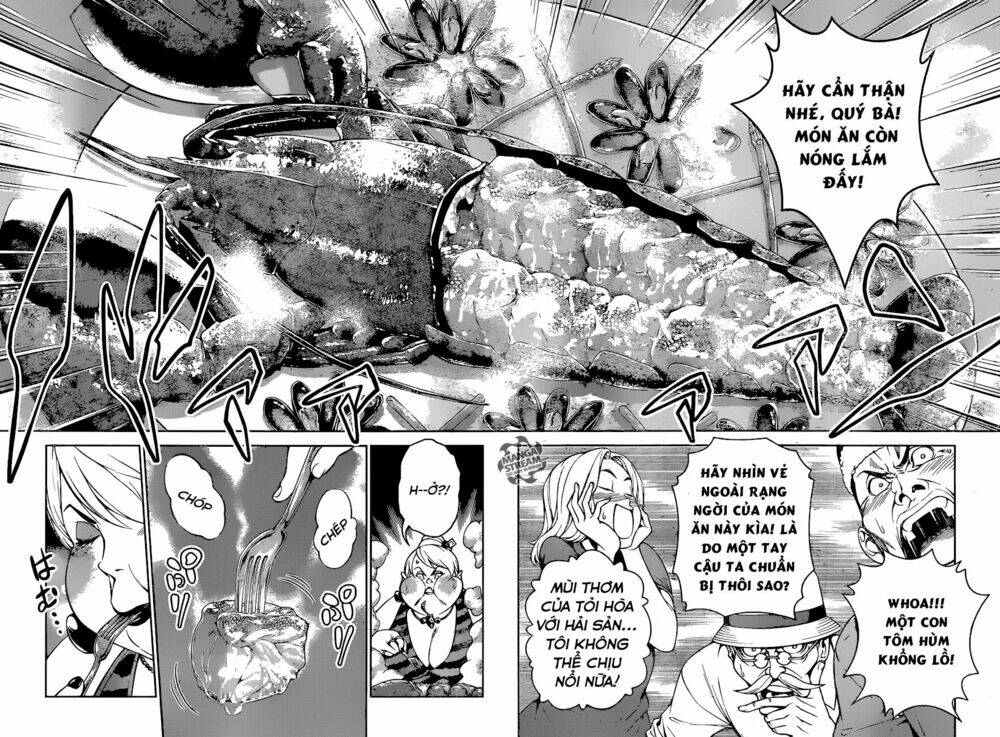 HÃY CẨN THẬN
NHÉ, QUÝ BÀ!
MÓN ĂN CÒN
NÓNG LẮM
ĐẤY!
WHOA!!!
MỘT CON
TÔM HÙM
KHỔNG LỒ!
HÃY NHÌN VẺ
NGOÀI RẠNG
NGỜI CỦA MÓN
ĂN NÀY KÌA! LÀ
DO MỘT TAY
CẬU TA CHUẨN
BỊ THÔI SAO?
MÙI THƠM
CỦA TỎI HÒA
VỚI HẢI SẢN...
TÔI KHÔNG
THỂ CHỊU
NỔI NỮA!
MANGA
STREAM
H--Ở?!
CHÉP
CHÓP
はむ…